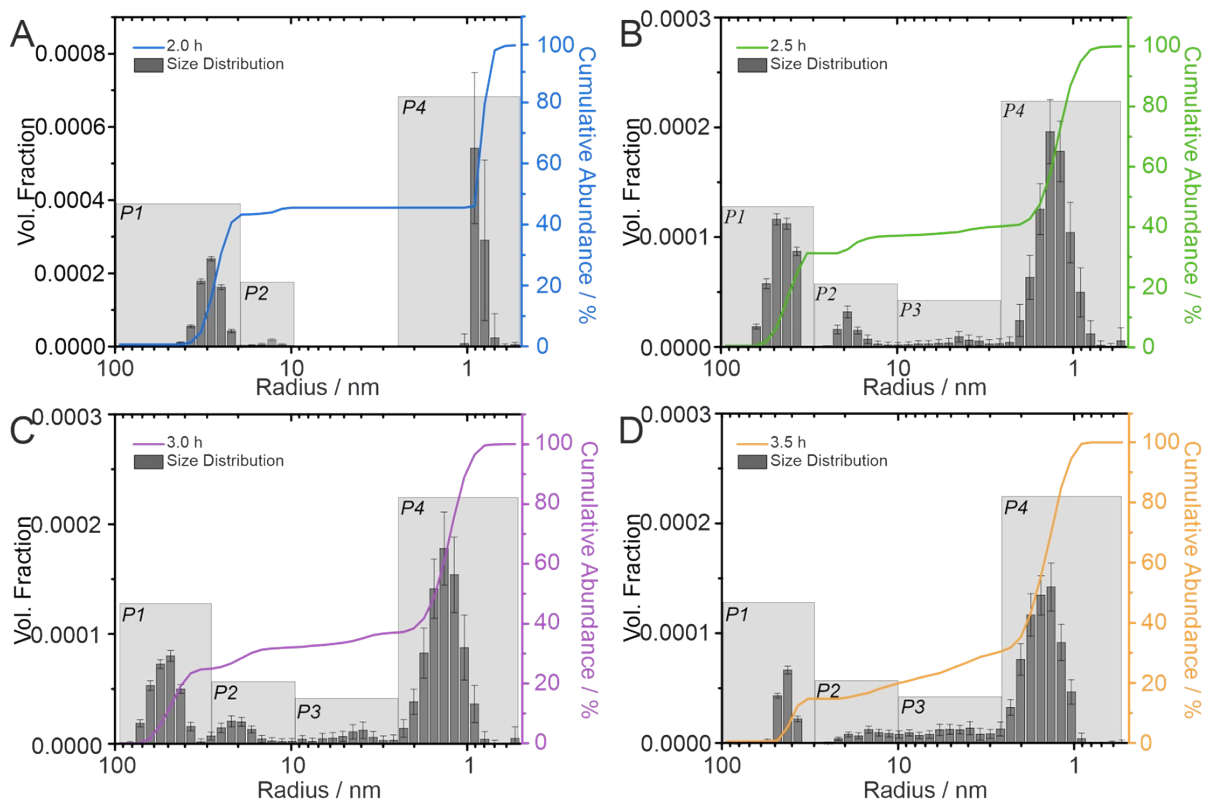 A
2.0 h
Size Distribution
P1
P2
P4
0.0008
0.0006
0.0004
0.0002
0.0000
Vol. Fraction
100
80
60
40
20
0
Cumulative Abundance / %
100
10
1
Radius / nm
B
2.5 h
Size Distribution
P1
P2
P3
P4
0.0003
0.0002
0.0001
0.0000
Vol. Fraction
100
80
60
40
20
0
Cumulative Abundance / %
100
10
1
Radius / nm
C
3.0 h
Size Distribution
P1
P2
P3
P4
0.0003
0.0002
0.0001
0.0000
Vol. Fraction
100
80
60
40
20
0
Cumulative Abundance / %
100
10
1
Radius / nm
D
3.5 h
Size Distribution
P1
P2
P3
P4
0.0003
0.0002
0.0001
0.0000
Vol. Fraction
100
80
60
40
20
0
Cumulative Abundance / %
100
10
1
Radius / nm